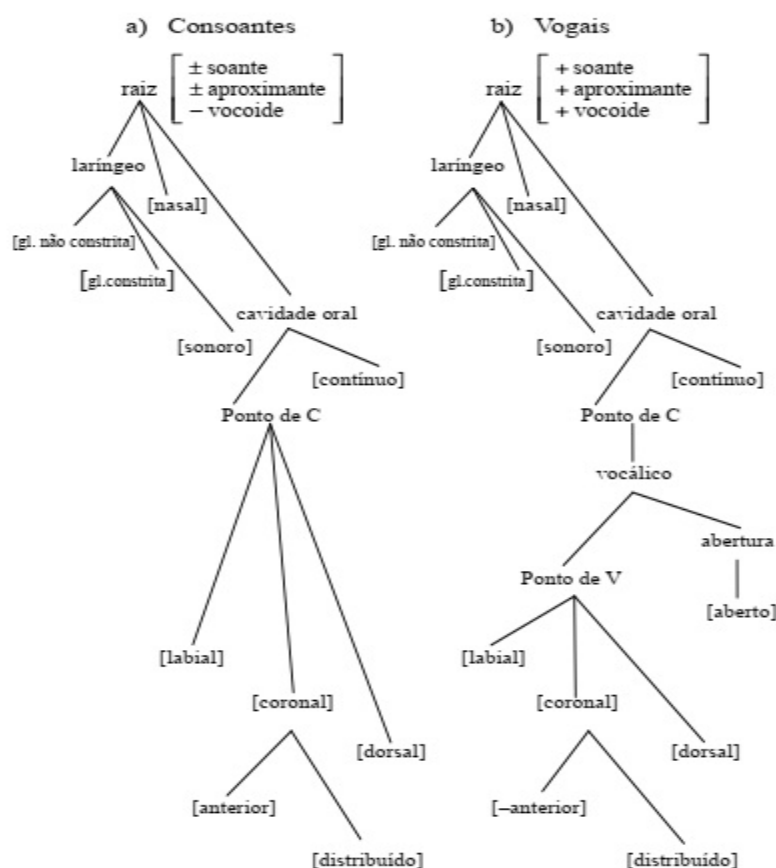 a) Consoantes
raiz
± soante
± aproximante
− vocoide
laríngeo
[nasal]
[gl. não constrita]
[gl.constrita]
cavidade oral
[sonoro]
[contínuo]
Ponto de C
[labial]
[coronal]
[dorsal]
[anterior]
[distribuído]
b) Vogais
raiz
+ soante
+ aproximante
+ vocoide
laríngeo
[nasal]
[gl. não constrita]
[gl.constrita]
cavidade oral
[sonoro]
[contínuo]
Ponto de C
vocálico
abertura
Ponto de V
[aberto]
[labial]
[coronal]
[dorsal]
[−anterior]
[distribuído]